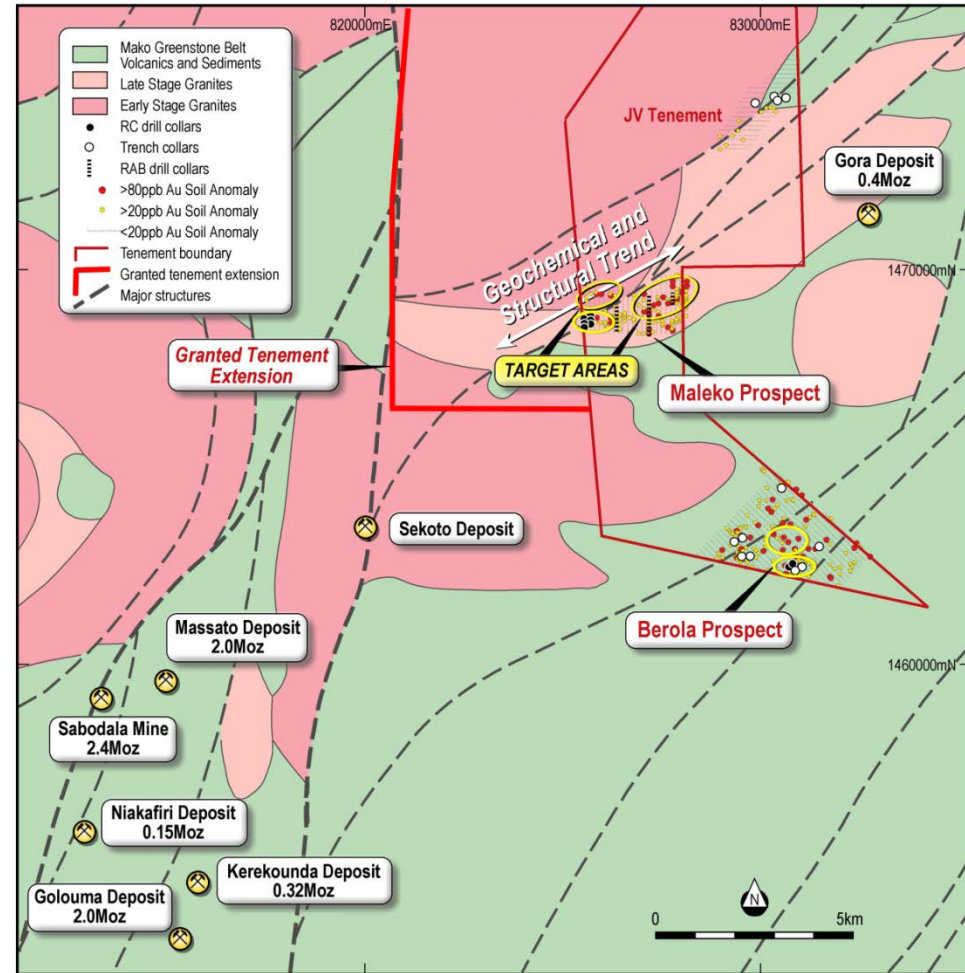 820000mE
830000mE
Mako Greenstone Belt
Volcanics and Sediments
Late Stage Granites
Early Stage Granites
RC drill collars
Trench collars
RAB drill collars
>80ppb Au Soil Anomaly
>20ppb Au Soil Anomaly
<20ppb Au Soil Anomaly
Tenement boundary
Granted tenement extension
Major structures
JV Tenement
Gora Deposit
0.4Moz
Geochemical and
Structural Trend
1470000mN
Granted Tenement
Extension
TARGET AREAS
Maleko Prospect
Sekoto Deposit
Berola Prospect
Massato Deposit
2.0Moz
1460000mN
Sabodala Mine
2.4Moz
Niakafiri Deposit
0.15Moz
Kerekounda Deposit
0.32Moz
Golouma Deposit
2.0Moz
N
0
5km